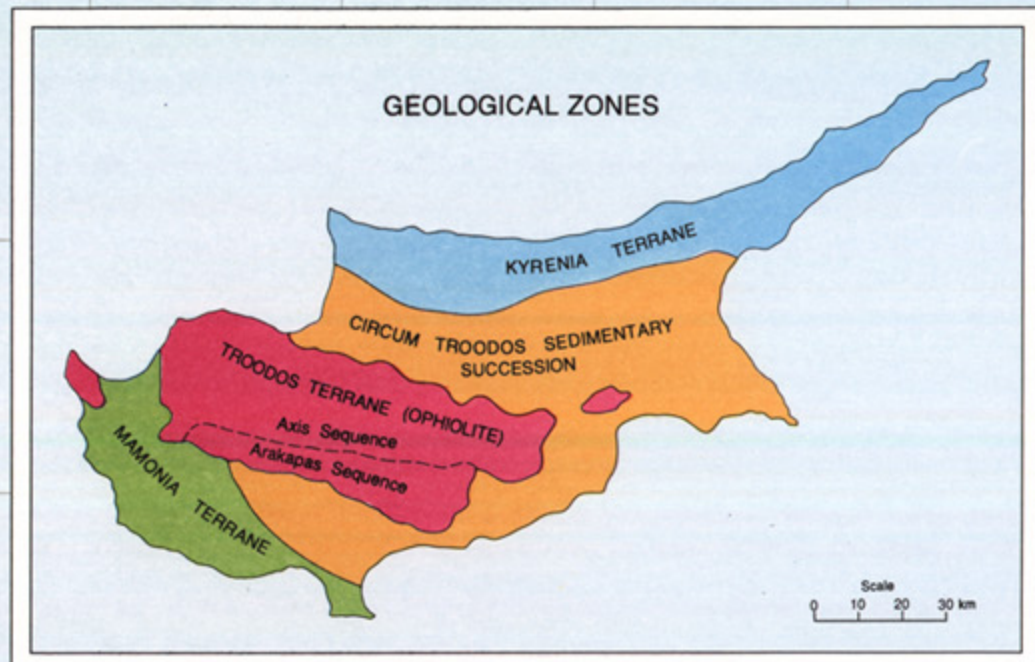 GEOLOGICAL ZONES
KYRENIA TERRANE
CIRCUM TROODOS SEDIMENTARY
SUCCESSION
TROODOS TERRANE (OPHIOLITE)
Axis Sequence
Arakapas Sequence
MAMONIA TERRANE
Scale
0 10 20 30 km